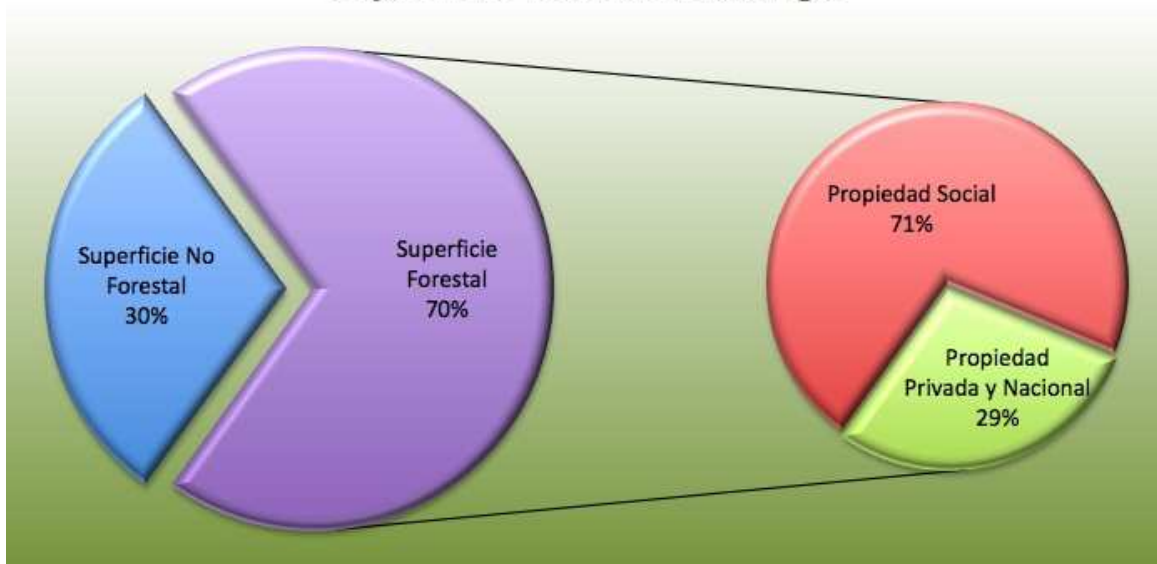 Superficie No
Forestal
30%
Superficie
Forestal
70%
Propiedad Social
71%
Propiedad
Privada y Nacional
29%